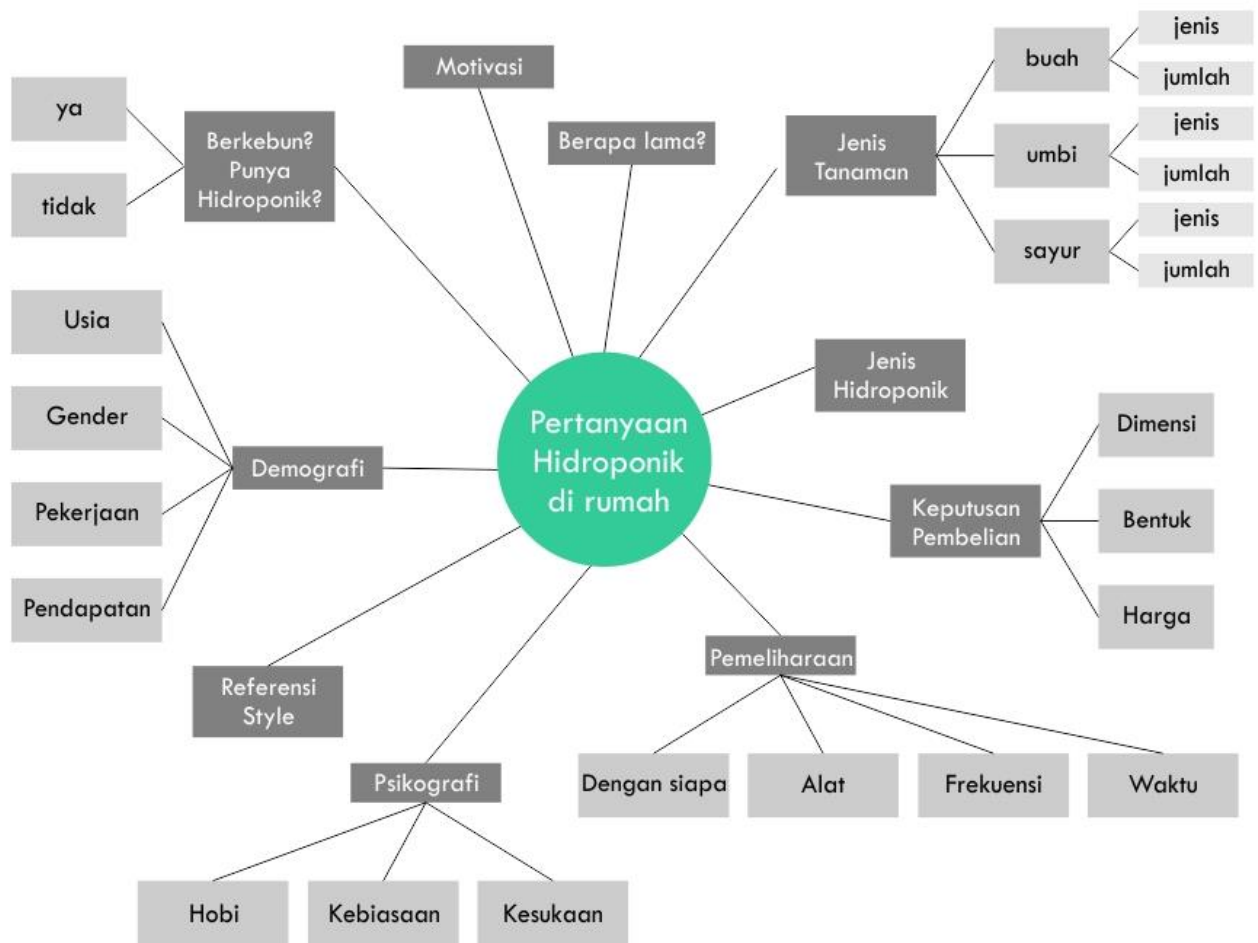 Pertanyaan
Hidroponik
di rumah
Motivasi
Berapa lama?
Jenis
Tanaman
buah
jenis
jumlah
umbi
jenis
jumlah
sayur
jenis
jumlah
Jenis
Hidroponik
Keputusan
Pembelian
Dimensi
Bentuk
Harga
Pemeliharaan
Dengan siapa
Alat
Frekuensi
Waktu
Psikografi
Hobi
Kebiasaan
Kesukaan
Referensi
Style
Demografi
Usia
Gender
Pekerjaan
Pendapatan
Berkebun?
Punya
Hidroponik?
ya
tidak